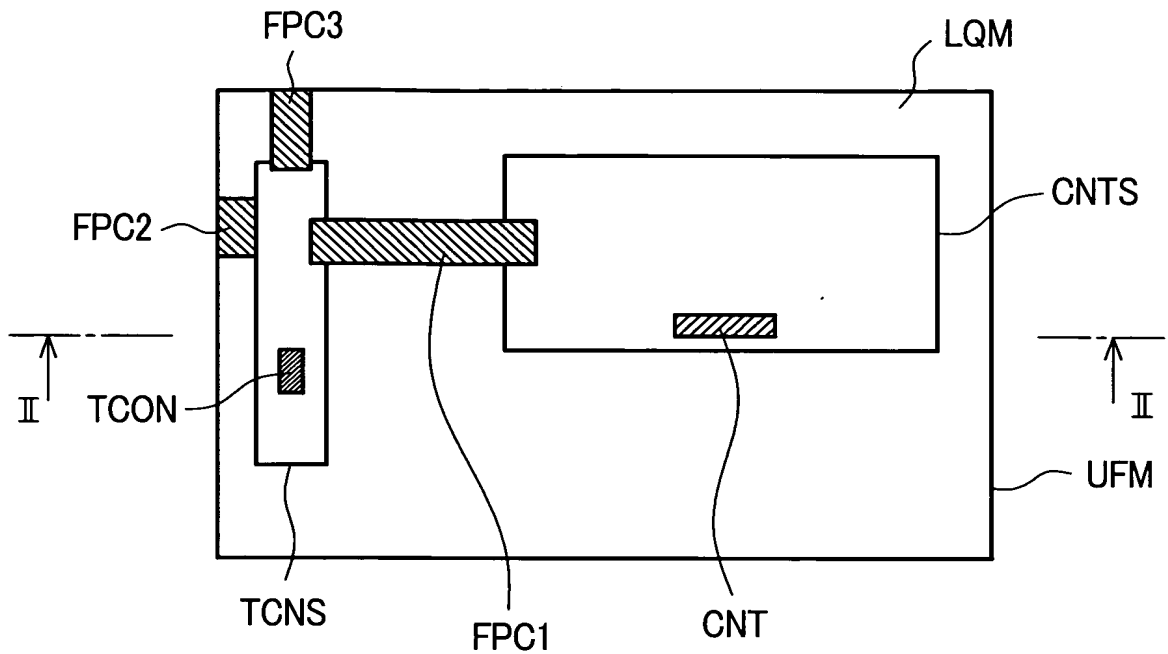 FPC3
LQM
CNTS
FPC2
TCON
II
II
UFM
TCNS
FPC1
CNT